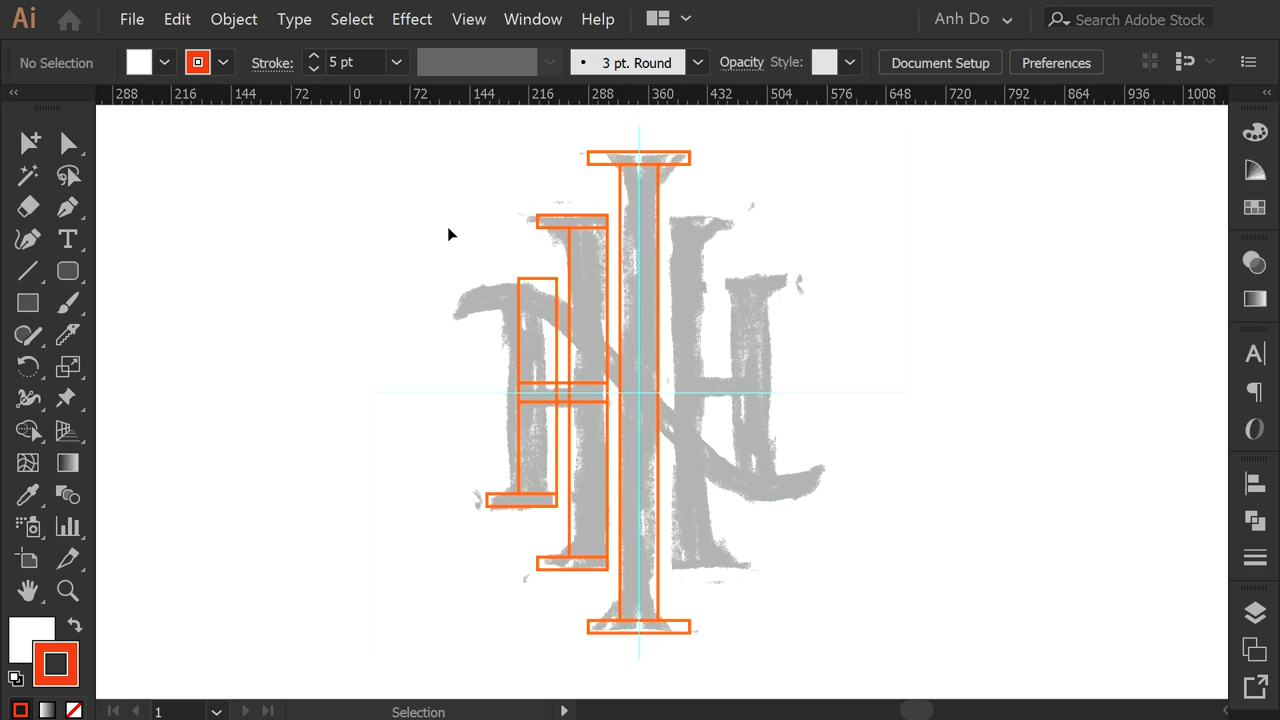 Ai File Edit Object Type Select Effect View Window Help Anh Do Search Adobe Stock
No Selection Stroke: 5 pt 3 pt. Round Opacity Style: Document Setup Preferences
288 216 144 72 0 72 144 216 288 360 432 504 576 648 720 792 864 936 1008
1 Selection